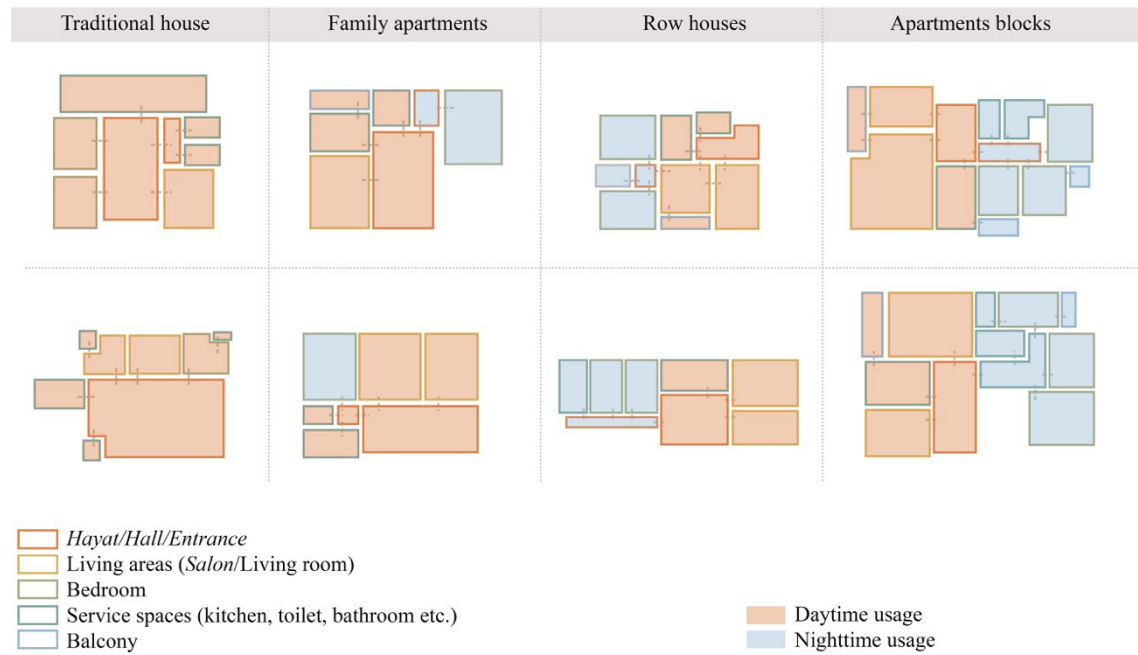 Traditional house
Family apartments
Row houses
Apartments blocks
Hayat/Hall/Entrance
Living areas (Salon/Living room)
Bedroom
Service spaces (kitchen, toilet, bathroom etc.)
Balcony
Daytime usage
Nighttime usage